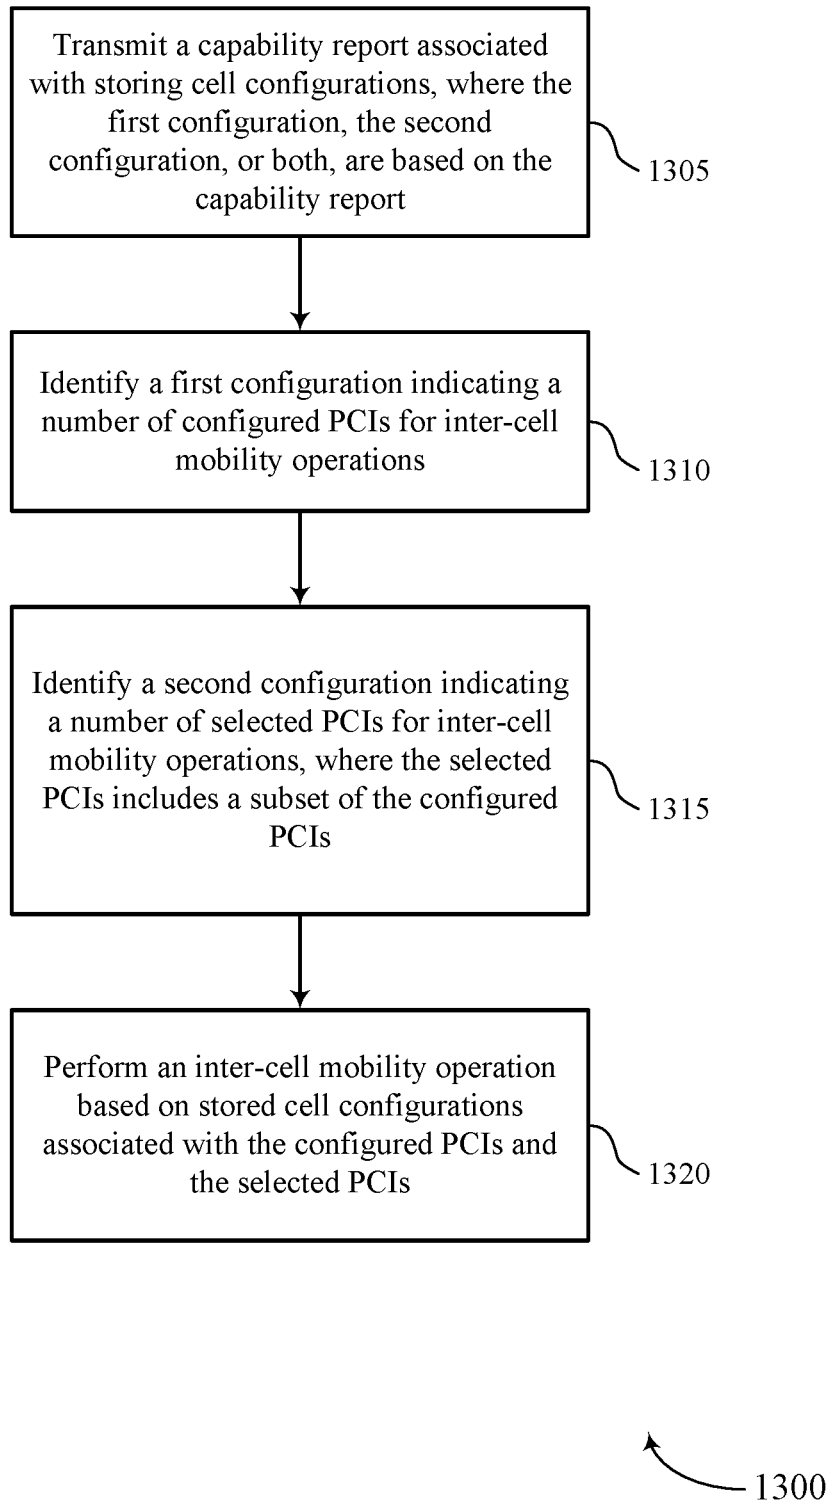 Transmit a capability report associated
with storing cell configurations, where the
first configuration, the second
configuration, or both, are based on the
capability report
1305
Identify a first configuration indicating a
number of configured PCIs for inter-cell
mobility operations
1310
Identify a second configuration indicating
a number of selected PCIs for inter-cell
mobility operations, where the selected
PCIs includes a subset of the configured
PCIs
1315
Perform an inter-cell mobility operation
based on stored cell configurations
associated with the configured PCIs and
the selected PCIs
1320
1300